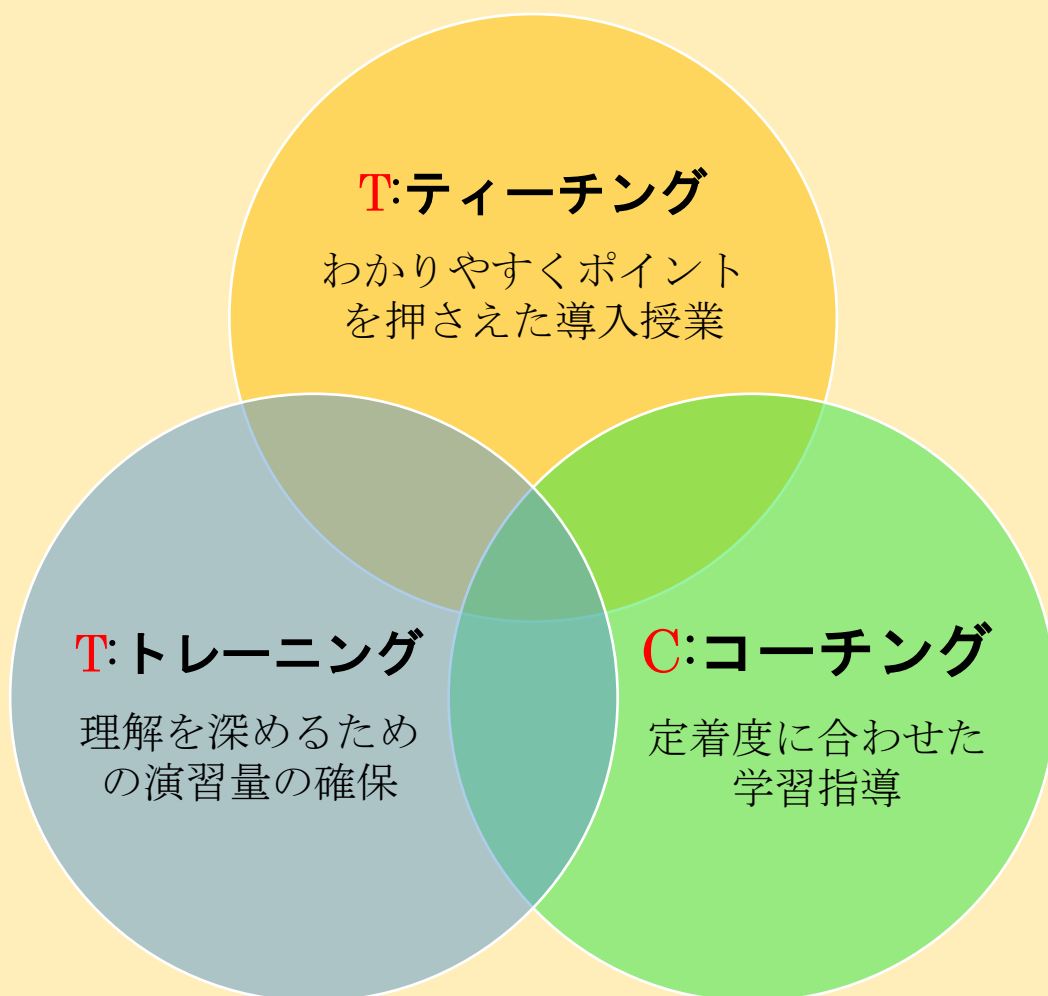 T:ティーチング
わかりやすくポイント
を押さえた導入授業
T:トレーニング
理解を深めるため
の演習量の確保
C:コーチング
定着度に合わせた
学習指導